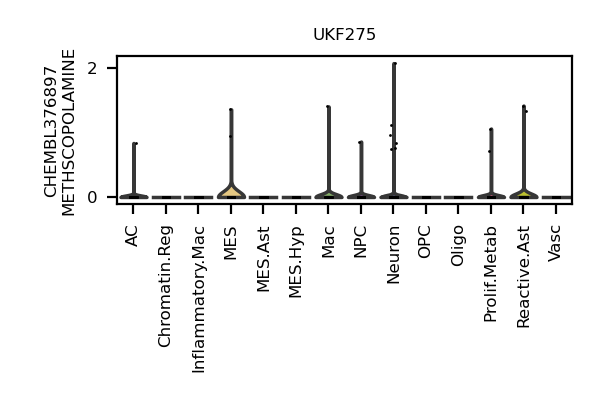 UKF275
CHEMBL376897
METHSCOPOLAMINE
2
0
AC
Chromatin.Reg
Inflammatory.Mac
MES
MES.Ast
MES.Hyp
Mac
NPC
Neuron
OPC
Oligo
Prolif.Metab
Reactive.Ast
Vasc